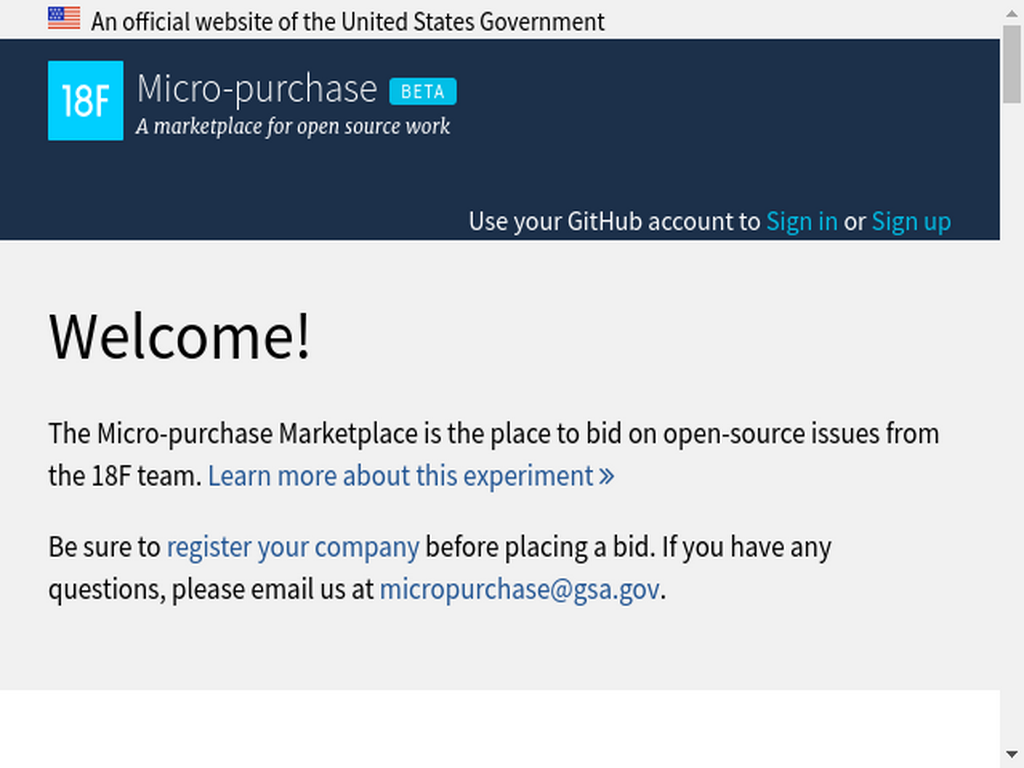 An official website of the United States Government
18F
Micro-purchase BETA
A marketplace for open source work
Use your GitHub account to Sign in or Sign up
Welcome!
The Micro-purchase Marketplace is the place to bid on open-source issues from
the 18F team. Learn more about this experiment »
Be sure to register your company before placing a bid. If you have any
questions, please email us at micropurchase@gsa.gov.